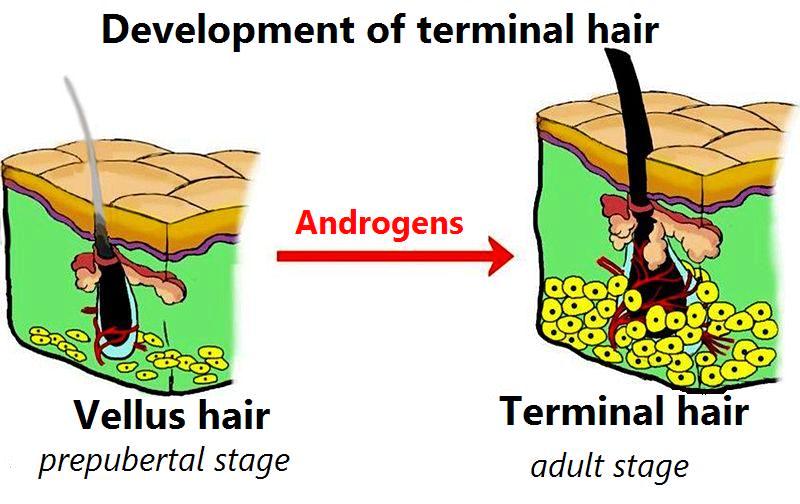 Development of terminal hair
Androgens
Vellus hair
prepubertal stage
Terminal hair
adult stage